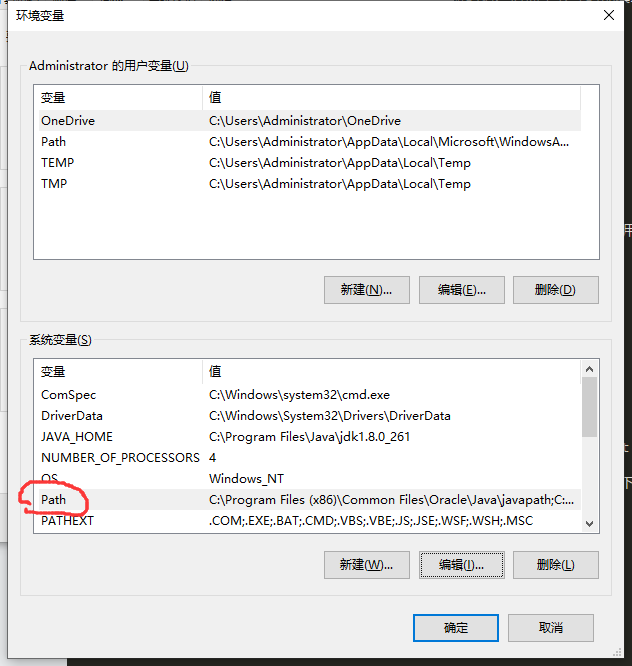 环境变量
Administrator 的用户变量(U)
变量 值
OneDrive C:\Users\Administrator\OneDrive
Path C:\Users\Administrator\AppData\Local\Microsoft\WindowsA...
TEMP C:\Users\Administrator\AppData\Local\Temp
TMP C:\Users\Administrator\AppData\Local\Temp
新建(N)... 编辑(E)... 删除(D)
系统变量(S)
变量 值
ComSpec C:\Windows\system32\cmd.exe
DriverData C:\Windows\System32\Drivers\DriverData
JAVA_HOME C:\Program Files\Java\jdk1.8.0_261
NUMBER_OF_PROCESSORS 4
OS Windows_NT
Path C:\Program Files (x86)\Common Files\Oracle\Java\javapath;C:...
PATHEXT .COM;.EXE;.BAT;.CMD;.VBS;.VBE;.JS;.JSE;.WSF;.WSH;.MSC
新建(W)... 编辑(I)... 删除(L)
确定 取消